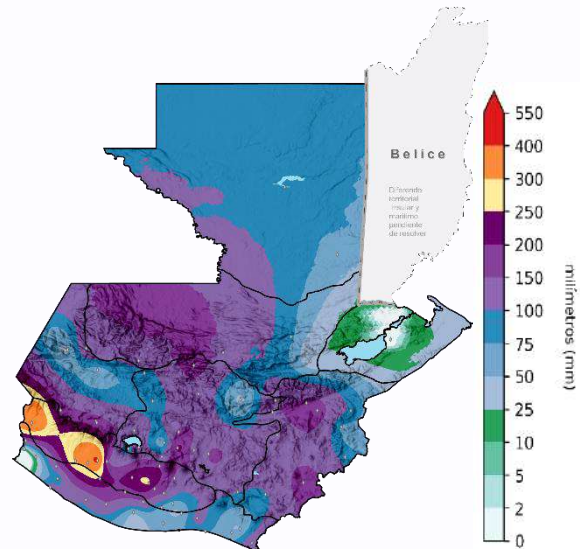 Belice
Diferendo
territorial
insular y
marítimo
pendiente
de resolver
550
400
300
250
200
150
100
75
50
25
10
5
2
0
milímetros (mm)